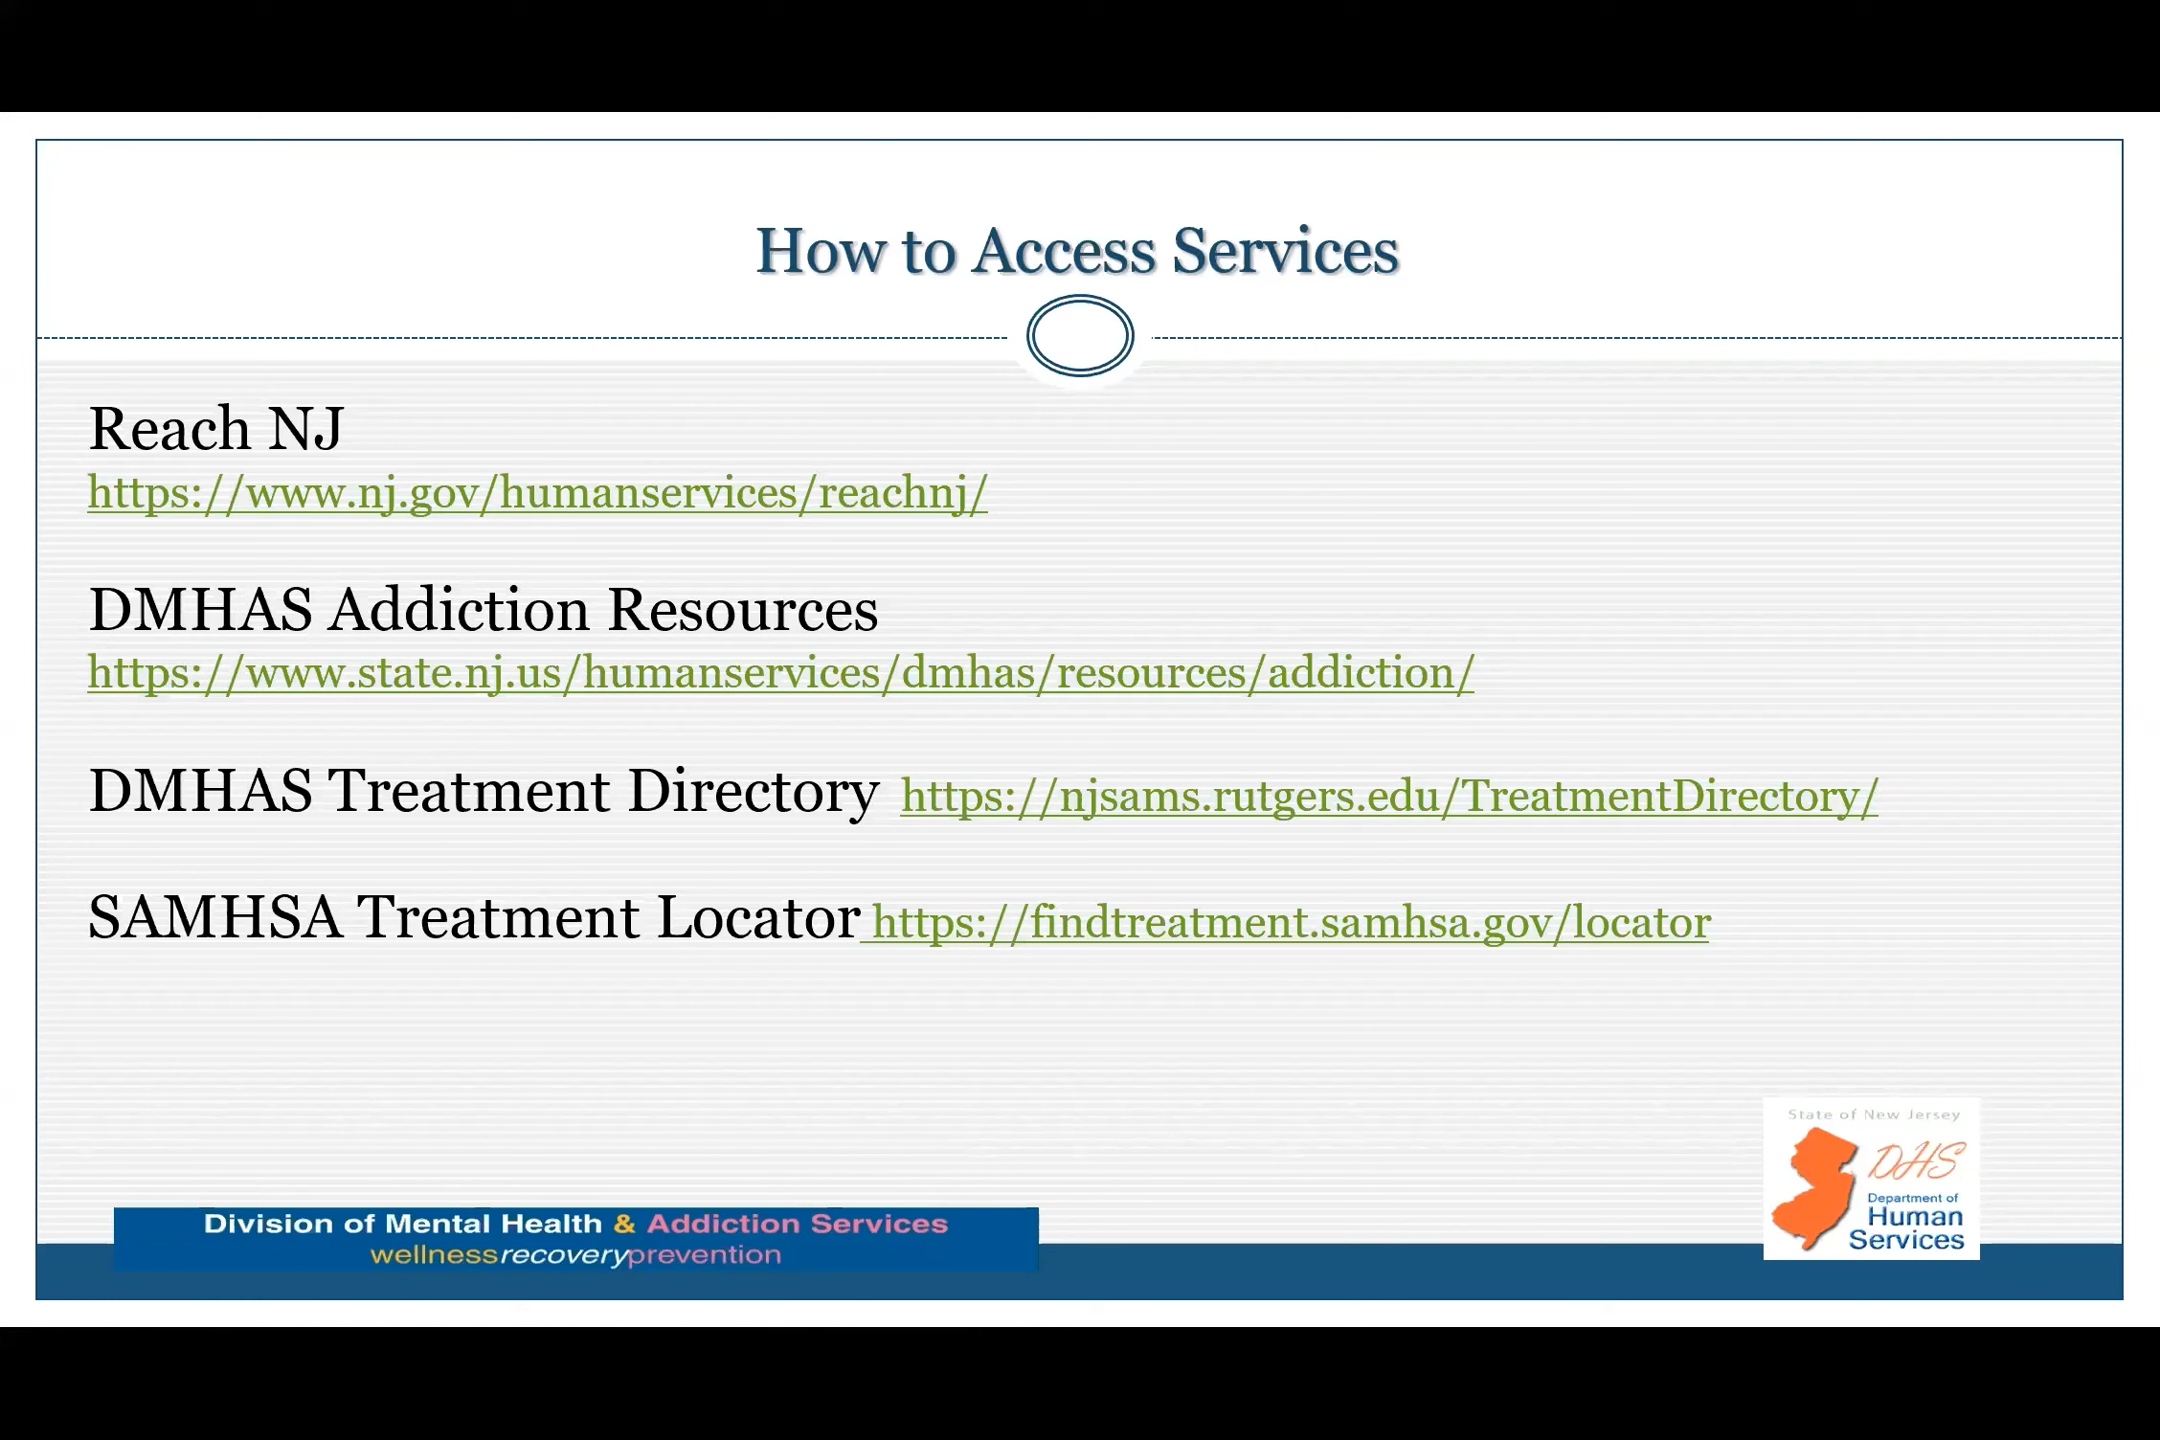 How to Access Services
Reach NJ
https://www.nj.gov/humanservices/reachnj/
DMHAS Addiction Resources
https://www.state.nj.us/humanservices/dmhas/resources/addiction/
DMHAS Treatment Directory https://njsams.rutgers.edu/TreatmentDirectory/
SAMHSA Treatment Locator https://findtreatment.samhsa.gov/locator
Division of Mental Health & Addiction Services
wellnessrecoveryprevention
State of New Jersey
DHS
Department of
Human
Services